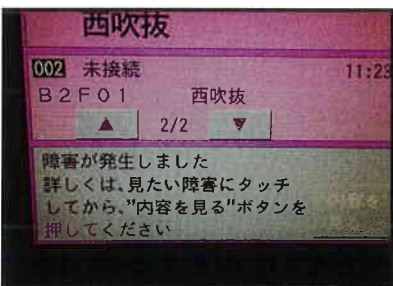 西吹抜
002 未接続 11:23
B2F01 西吹抜
▲ 2/2 ▼
障害が発生しました
詳しくは、見たい障害にタッチ
してから、”内容を見る”ボタンを
押してください